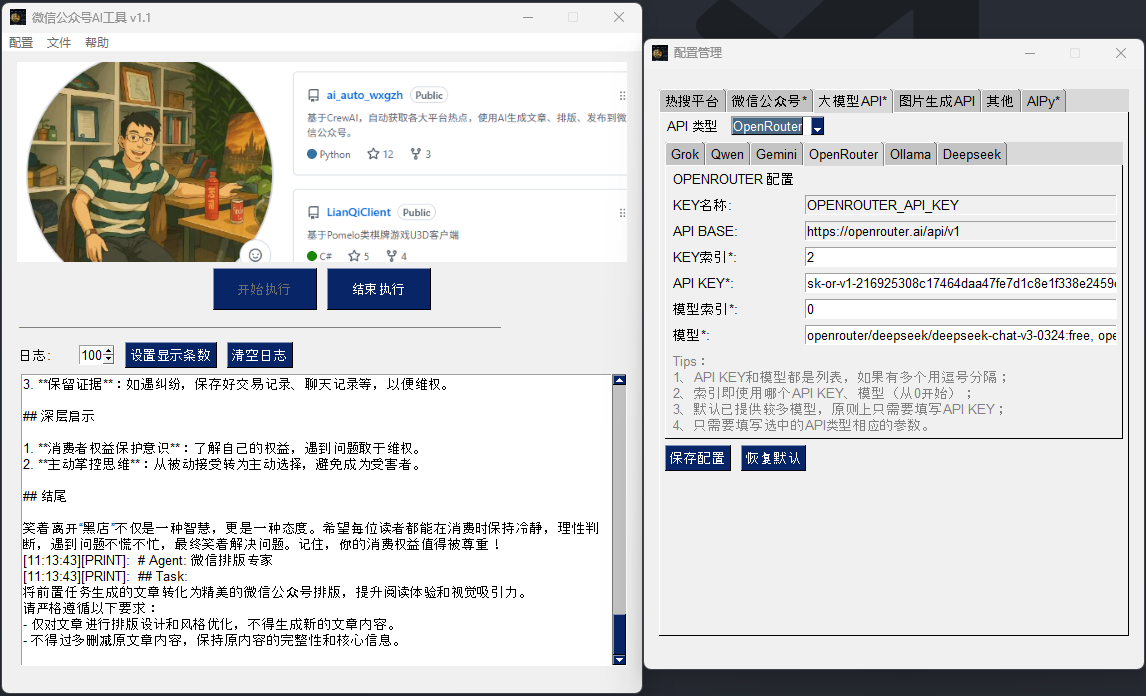 微信公众号AI工具 v1.1
配置 文件 帮助
ai_auto_wxgzh Public
基于CrewAI，自动获取各大平台热点，使用AI生成文章、排版、发布到微
信公众号。
Python 12 3
LianQiClient Public
基于Pomelo类棋牌游戏U3D客户端
C# 5 4
开始执行 结束执行
日志: 100 设置显示条数 清空日志
3. **保留证据**：如遇纠纷，保存好交易记录、聊天记录等，以便维权。
## 深层启示
1. **消费者权益保护意识**：了解自己的权益，遇到问题敢于维权。
2. **主动掌控思维**：从被动接受转为主动选择，避免成为受害者。
## 结尾
笑着离开“黑店”不仅是一种智慧，更是一种态度。希望每位读者都能在消费时保持冷静，理性判
断，遇到问题不慌不忙，最终笑着解决问题。记住，你的消费权益值得被尊重！
[11:13:43][PRINT]: # Agent: 微信排版专家
[11:13:43][PRINT]: ## Task:
将前置任务生成的文章转化为精美的微信公众号排版，提升阅读体验和视觉吸引力。
请严格遵循以下要求：
- 仅对文章进行排版设计和风格优化，不得生成新的文章内容。
- 不得过多删减原文章内容，保持原内容的完整性和核心信息。
配置管理
热搜平台 微信公众号* 大模型API* 图片生成API 其他 AIPy*
API 类型 OpenRouter
Grok Qwen Gemini OpenRouter Ollama Deepseek
OPENROUTER 配置
KEY名称: OPENROUTER_API_KEY
API BASE: https://openrouter.ai/api/v1
KEY索引*: 2
API KEY*: sk-or-v1-216925308c17464daa47fe7d1c8e1f338e2459
模型索引*: 0
模型*: openrouter/deepseek/deepseek-chat-v3-0324:free, ope
Tips：
1、API KEY和模型都是列表，如果有多个用逗号分隔；
2、索引即使用哪个API KEY、模型（从0开始）；
3、默认已提供较多模型，原则上只需要填写API KEY；
4、只需要填写选中的API类型相应的参数。
保存配置 恢复默认